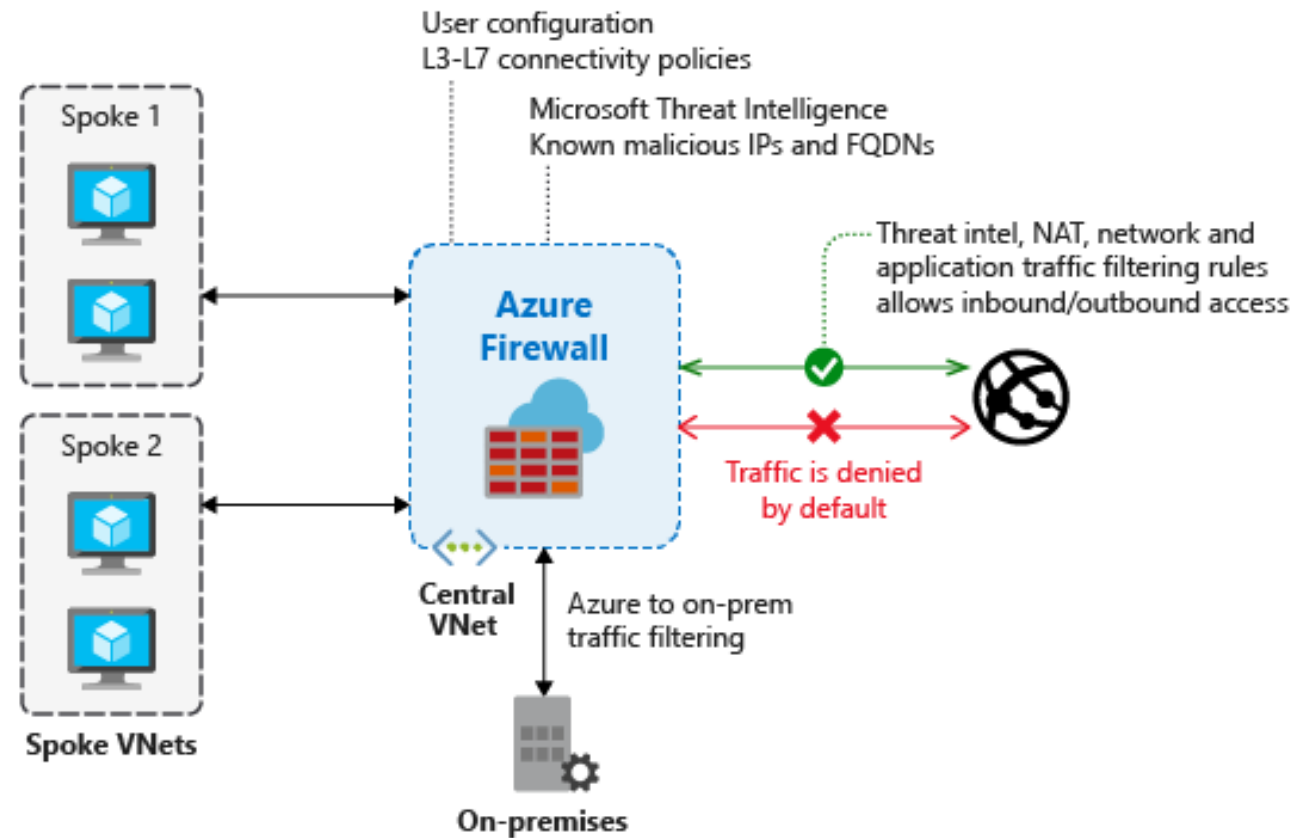 User configuration
L3-L7 connectivity policies
Microsoft Threat Intelligence
Known malicious IPs and FQDNs
Spoke 1
Threat intel, NAT, network and
application traffic filtering rules
allows inbound/outbound access
Azure
Firewall
Spoke 2
Traffic is denied
by default
Central
VNet
Azure to on-prem
traffic filtering
Spoke VNets
On-premises